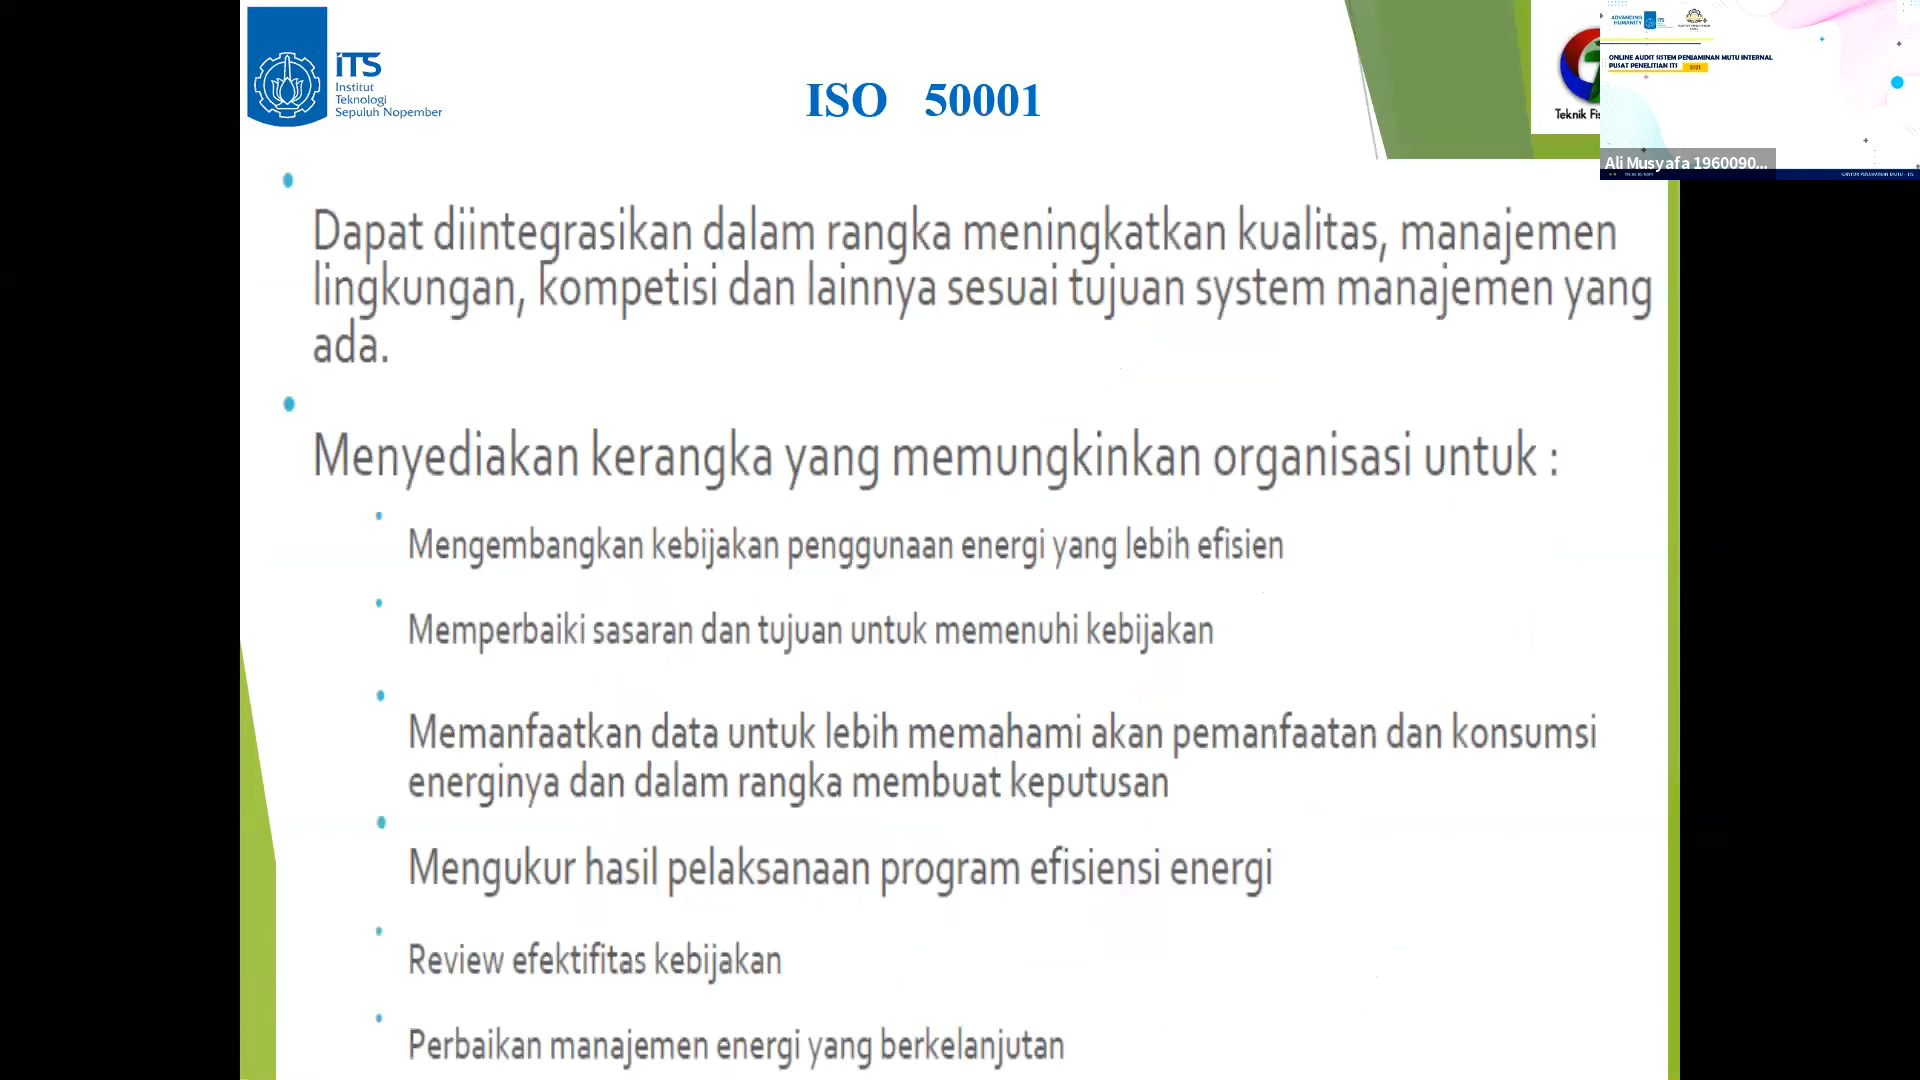 iTS
Institut
Teknologi
Sepuluh Nopember
ISO 50001
Teknik
ADVANCING
HUMANITY
iTS
ONLINE AUDIT SISTEM PENJAMINAN MUTU INTERNAL
PUSAT PENELITIAN ITS
Ali Musyafa 1960090...
Dapat diintegrasikan dalam rangka meningkatkan kualitas, manajemen
lingkungan, kompetisi dan lainnya sesuai tujuan system manajemen yang
ada.
Menyediakan kerangka yang memungkinkan organisasi untuk :
Mengembangkan kebijakan penggunaan energi yang lebih efisien
Memperbaiki sasaran dan tujuan untuk memenuhi kebijakan
Memanfaatkan data untuk lebih memahami akan pemanfaatan dan konsumsi
energinya dan dalam rangka membuat keputusan
Mengukur hasil pelaksanaan program efisiensi energi
Review efektifitas kebijakan
Perbaikan manajemen energi yang berkelanjutan